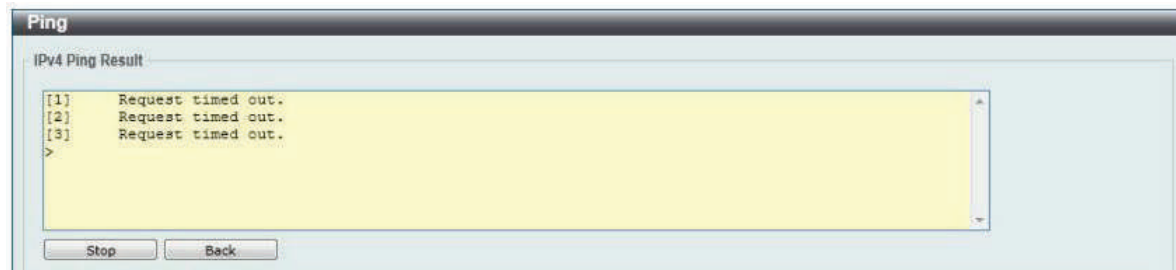 Ping
IPv4 Ping Result
[1] Request timed out.
[2] Request timed out.
[3] Request timed out.
>
Stop Back